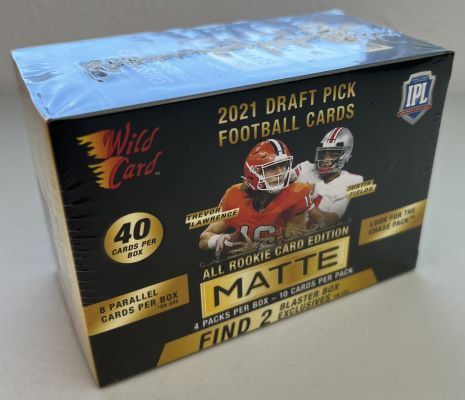 2021 DRAFT PICK
FOOTBALL CARDS
IPL
Wild
Card
TREVOR
LAWRENCE
JUSTIN
FIELDS
16
40
CARDS PER
BOX
LOOK FOR THE
CHASE PACK
ALL ROOKIE CARD EDITION
MATTE
8 PARALLEL
CARDS PER BOX
4 PACKS PER BOX – 10 CARDS PER PACK
FIND 2 BLASTER BOX
EXCLUSIVES